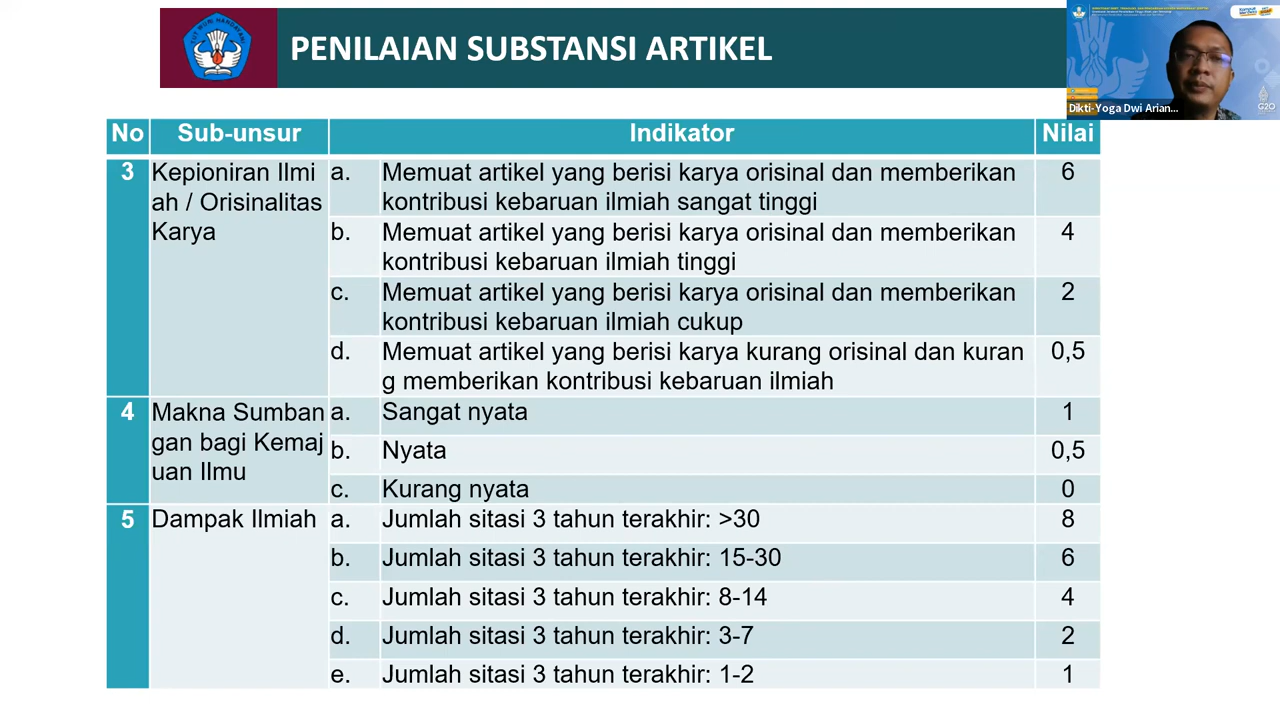 PENILAIAN SUBSTANSI ARTIKEL
TUT WURI HANDAYANI
Dikti-Yoga Dwi Arian...
G20
No Sub-unsur Indikator Nilai
3 Kepioniran Ilmi a. Memuat artikel yang berisi karya orisinal dan memberikan 6
ah / Orisinalitas kontribusi kebaruan ilmiah sangat tinggi
Karya b. Memuat artikel yang berisi karya orisinal dan memberikan 4
kontribusi kebaruan ilmiah tinggi
c. Memuat artikel yang berisi karya orisinal dan memberikan 2
kontribusi kebaruan ilmiah cukup
d. Memuat artikel yang berisi karya kurang orisinal dan kuran 0,5
g memberikan kontribusi kebaruan ilmiah
4 Makna Sumban a. Sangat nyata 1
gan bagi Kemaj b. Nyata 0,5
uan Ilmu c. Kurang nyata 0
5 Dampak Ilmiah a. Jumlah sitasi 3 tahun terakhir: >30 8
b. Jumlah sitasi 3 tahun terakhir: 15-30 6
c. Jumlah sitasi 3 tahun terakhir: 8-14 4
d. Jumlah sitasi 3 tahun terakhir: 3-7 2
e. Jumlah sitasi 3 tahun terakhir: 1-2 1